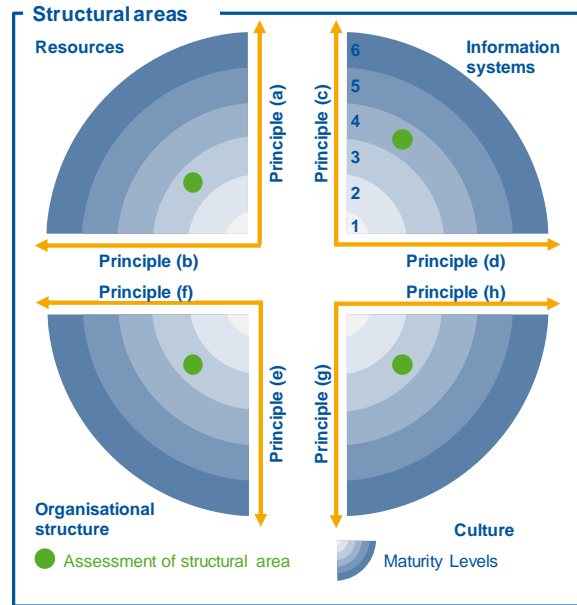 Structural areas
Resources
Information
systems
6
5
4
3
2
1
Principle (a)
Principle (c)
Principle (b)
Principle (d)
Principle (f)
Principle (h)
Principle (e)
Principle (g)
Organisational
structure
Culture
Assessment of structural area
Maturity Levels